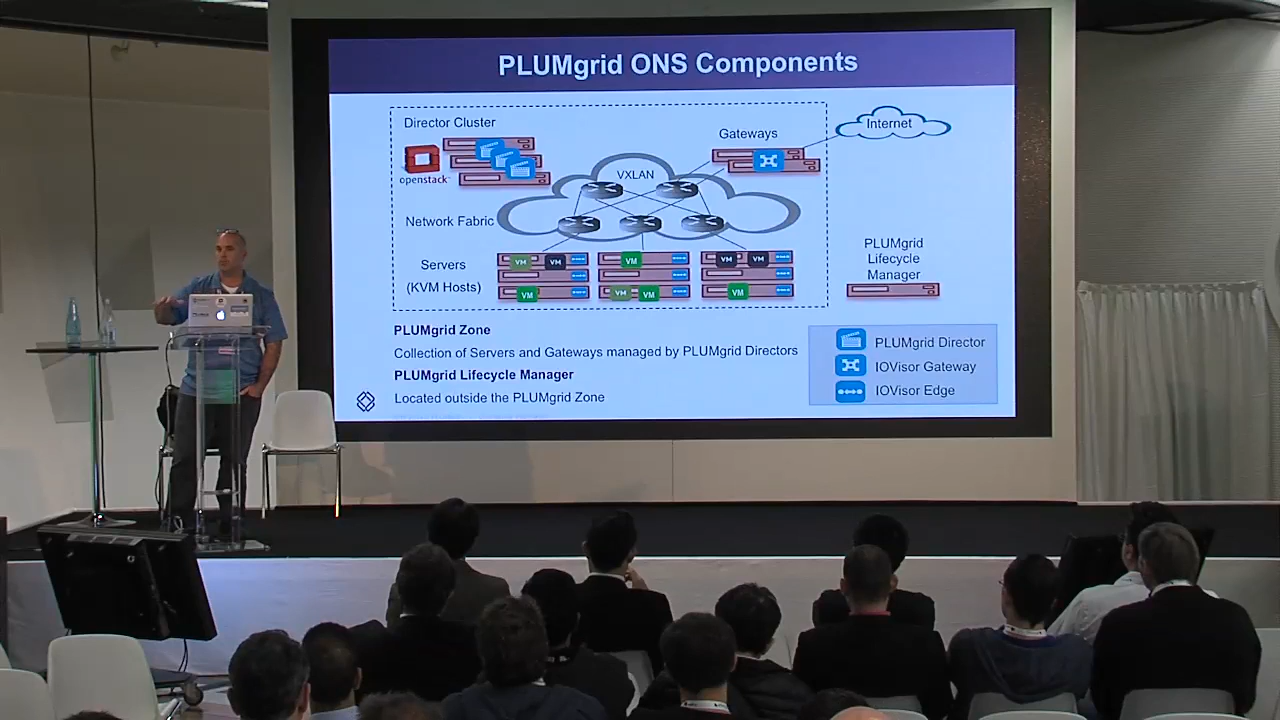 PLUMgrid ONS Components
Director Cluster
openstack
Gateways
Internet
VXLAN
Network Fabric
Servers
(KVM Hosts)
VM VM VM VM VM
VM VM VM VM
PLUMgrid
Lifecycle
Manager
PLUMgrid Zone
Collection of Servers and Gateways managed by PLUMgrid Directors
PLUMgrid Lifecycle Manager
Located outside the PLUMgrid Zone
PLUMgrid Director
IOVisor Gateway
IOVisor Edge